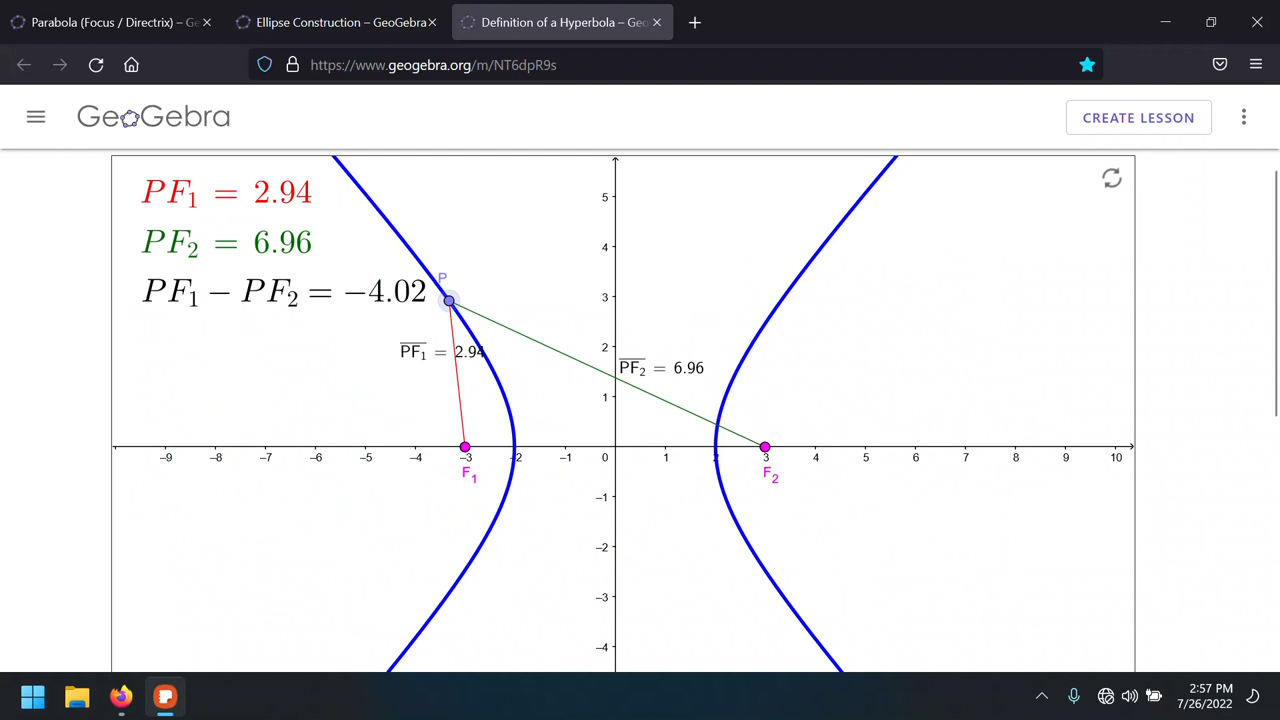 Parabola (Focus / Directrix) – G
Ellipse Construction – GeoGebra
Definition of a Hyperbola – Geo
https://www.geogebra.org/m/NT6dpR9s
GeoGebra
CREATE LESSON
PF₁ = 2.94
PF₂ = 6.96
PF₁ − PF₂ = −4.02
P
PF₁ = 2.94
PF₂ = 6.96
5
4
3
2
1
−9 −8 −7 −6 −5 −4 −3 −2 −1 0 1 2 3 4 5 6 7 8 9 10
F₁ F₂
−1
−2
−3
−4
2:57 PM
7/26/2022